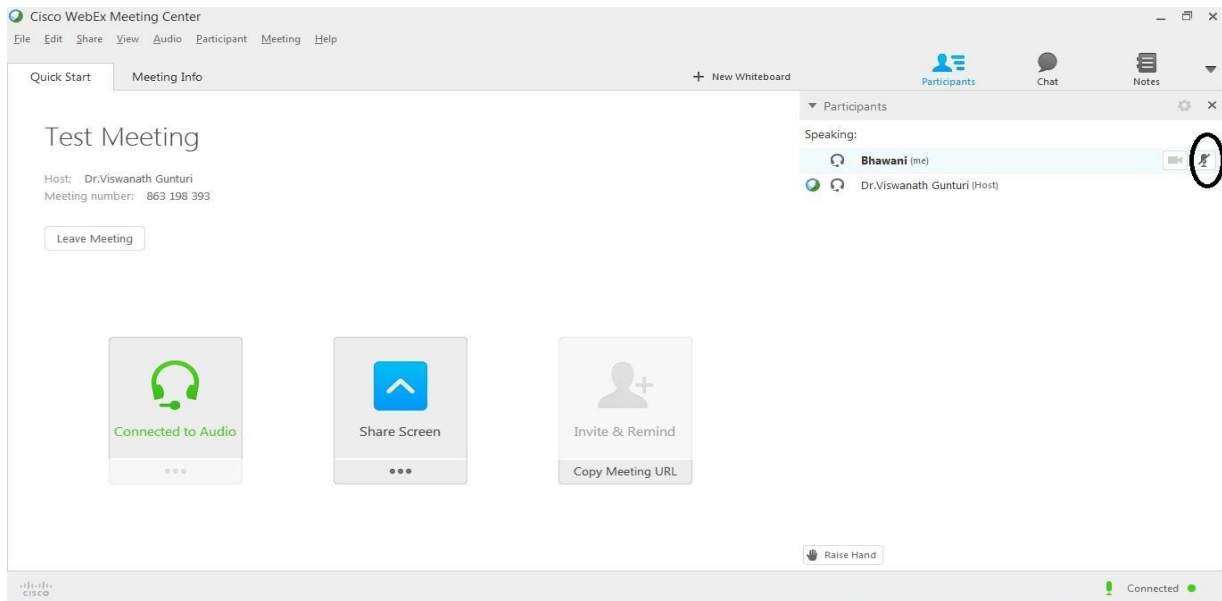 Cisco WebEx Meeting Center
File Edit Share View Audio Participant Meeting Help
Quick Start Meeting Info + New Whiteboard
Participants Chat Notes
Participants
Speaking:
Test Meeting
Bhawani (me)
Host: Dr.Viswanath Gunturi
Dr.Viswanath Gunturi (Host)
Meeting number: 863 198 393
Leave Meeting
Connected to Audio
Share Screen
Invite & Remind
Copy Meeting URL
Raise Hand
cisco
Connected